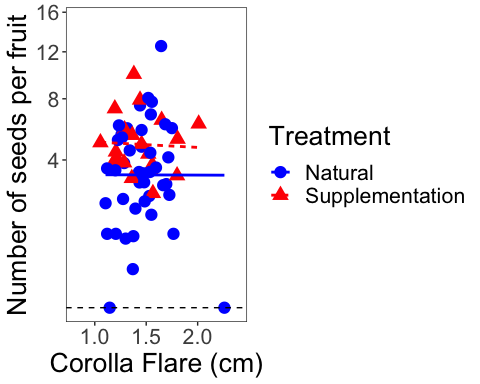 16
12
8
4
Number of seeds per fruit
1.0 1.5 2.0
Corolla Flare (cm)
Treatment
Natural
Supplementation